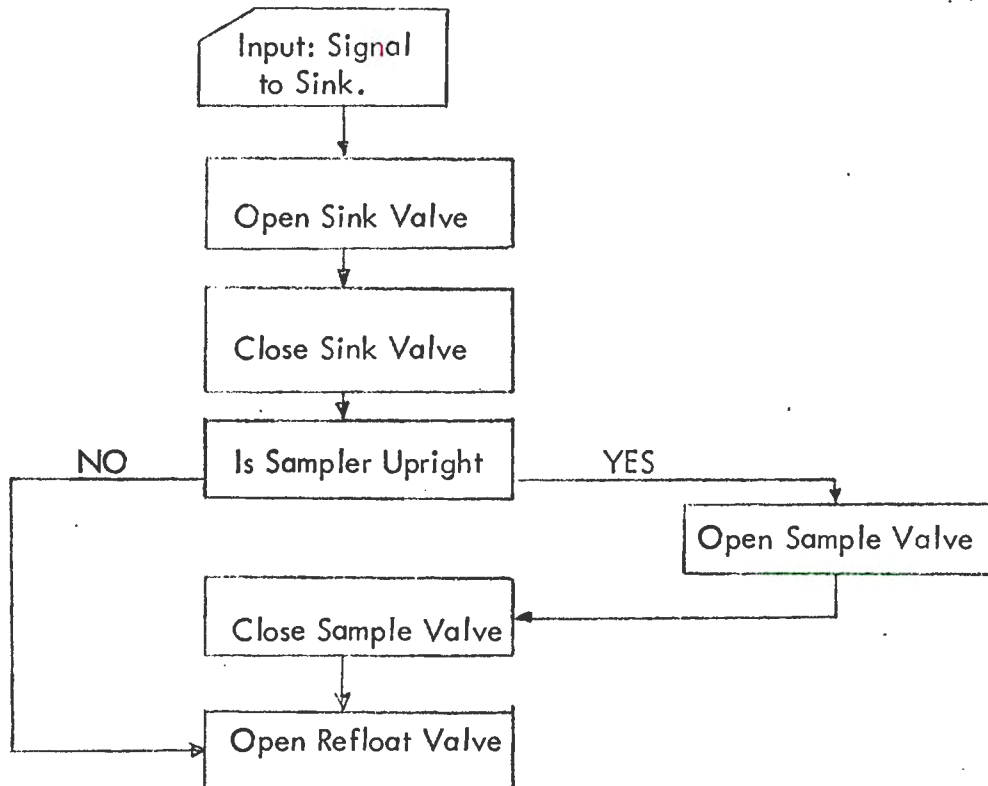 Input: Signal
to Sink.
Open Sink Valve
Close Sink Valve
Is Sampler Upright
NO
YES
Open Sample Valve
Close Sample Valve
Open Refloat Valve